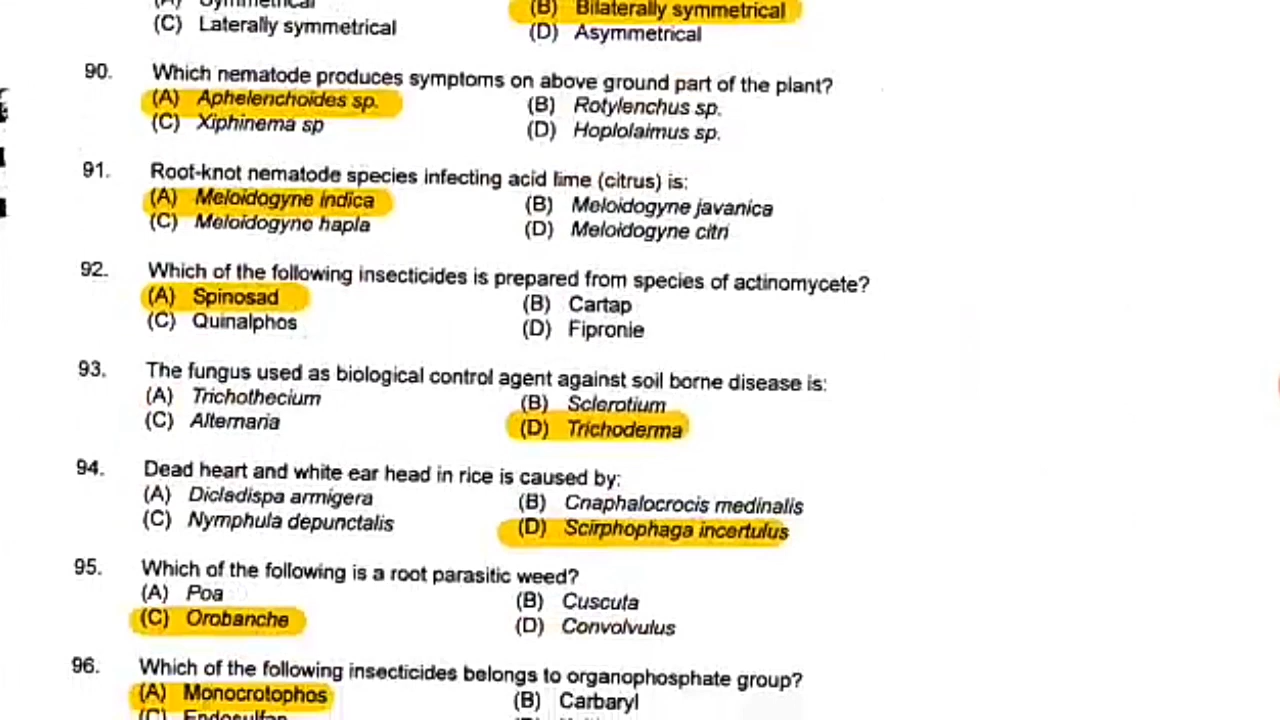 (A) Symmetrical (B) Bilaterally symmetrical
(C) Laterally symmetrical (D) Asymmetrical
90. Which nematode produces symptoms on above ground part of the plant?
(A) Aphelenchoides sp. (B) Rotylenchus sp.
(C) Xiphinema sp (D) Hoplolaimus sp.
91. Root-knot nematode species infecting acid lime (citrus) is:
(A) Meloidogyne indica (B) Meloidogyne javanica
(C) Meloidogyne hapla (D) Meloidogyne citri
92. Which of the following insecticides is prepared from species of actinomycete?
(A) Spinosad (B) Cartap
(C) Quinalphos (D) Fipronie
93. The fungus used as biological control agent against soil borne disease is:
(A) Trichothecium (B) Sclerotium
(C) Alternaria (D) Trichoderma
94. Dead heart and white ear head in rice is caused by:
(A) Dicladispa armigera (B) Cnaphalocrocis medinalis
(C) Nymphula depunctalis (D) Scirphophaga incertulus
95. Which of the following is a root parasitic weed?
(A) Poa (B) Cuscuta
(C) Orobanche (D) Convolvulus
96. Which of the following insecticides belongs to organophosphate group?
(A) Monocrotophos (B) Carbaryl
(C) Endosulfan